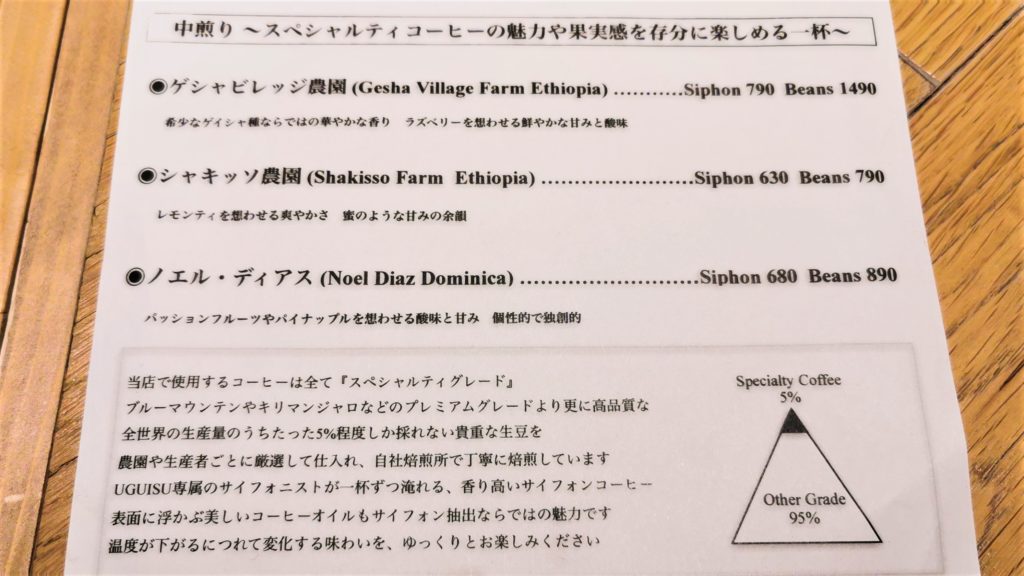 中煎り ～スペシャルティコーヒーの魅力や果実感を存分に楽しめる一杯～
◉ゲシャビレッジ農園 (Gesha Village Farm Ethiopia) ………..Siphon 790 Beans 1490
希少なゲイシャ種ならではの華やかな香り ラズベリーを想わせる鮮やかな甘みと酸味
◉シャキッソ農園 (Shakisso Farm Ethiopia) ……………………..Siphon 630 Beans 790
レモンティを想わせる爽やかさ 蜜のような甘みの余韻
◉ノエル・ディアス (Noel Diaz Dominica) …………………………Siphon 680 Beans 890
パッションフルーツやパイナップルを想わせる酸味と甘み 個性的で独創的
当店で使用するコーヒーは全て『スペシャルティグレード』
ブルーマウンテンやキリマンジャロなどのプレミアムグレードより更に高品質な
全世界の生産量のうちたった5%程度しか採れない貴重な生豆を
農園や生産者ごとに厳選して仕入れ、自社焙煎所で丁寧に焙煎しています
UGUISU専属のサイフォニストが一杯ずつ淹れる、香り高いサイフォンコーヒー
表面に浮かぶ美しいコーヒーオイルもサイフォン抽出ならではの魅力です
温度が下がるにつれて変化する味わいを、ゆっくりとお楽しみください
Specialty Coffee
5%
Other Grade
95%